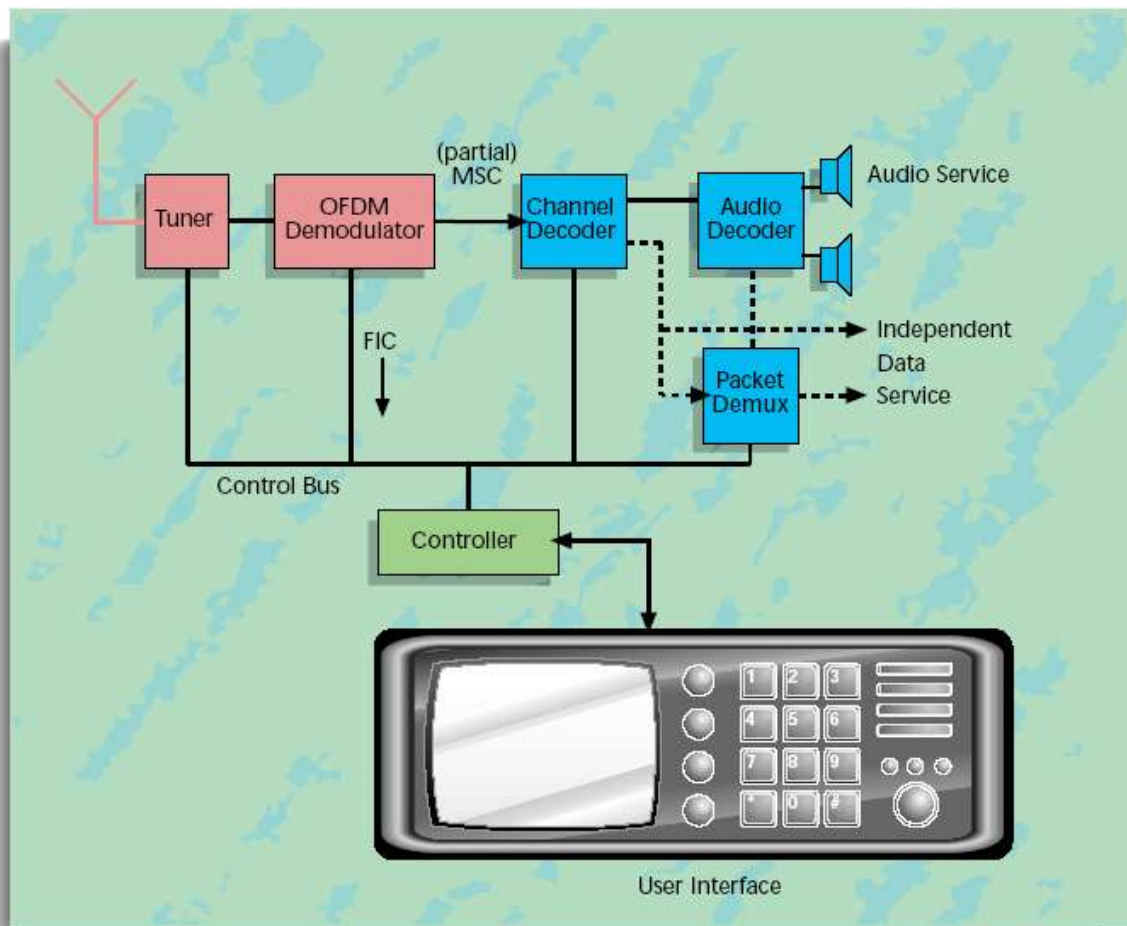 (partial)
MSC
Tuner
OFDM
Demodulator
Channel
Decoder
Audio
Decoder
Audio Service
FIC
Packet
Demux
Independent
Data
Service
Control Bus
Controller
1 2 3
4 5 6
7 8 9
* 0 #
User Interface